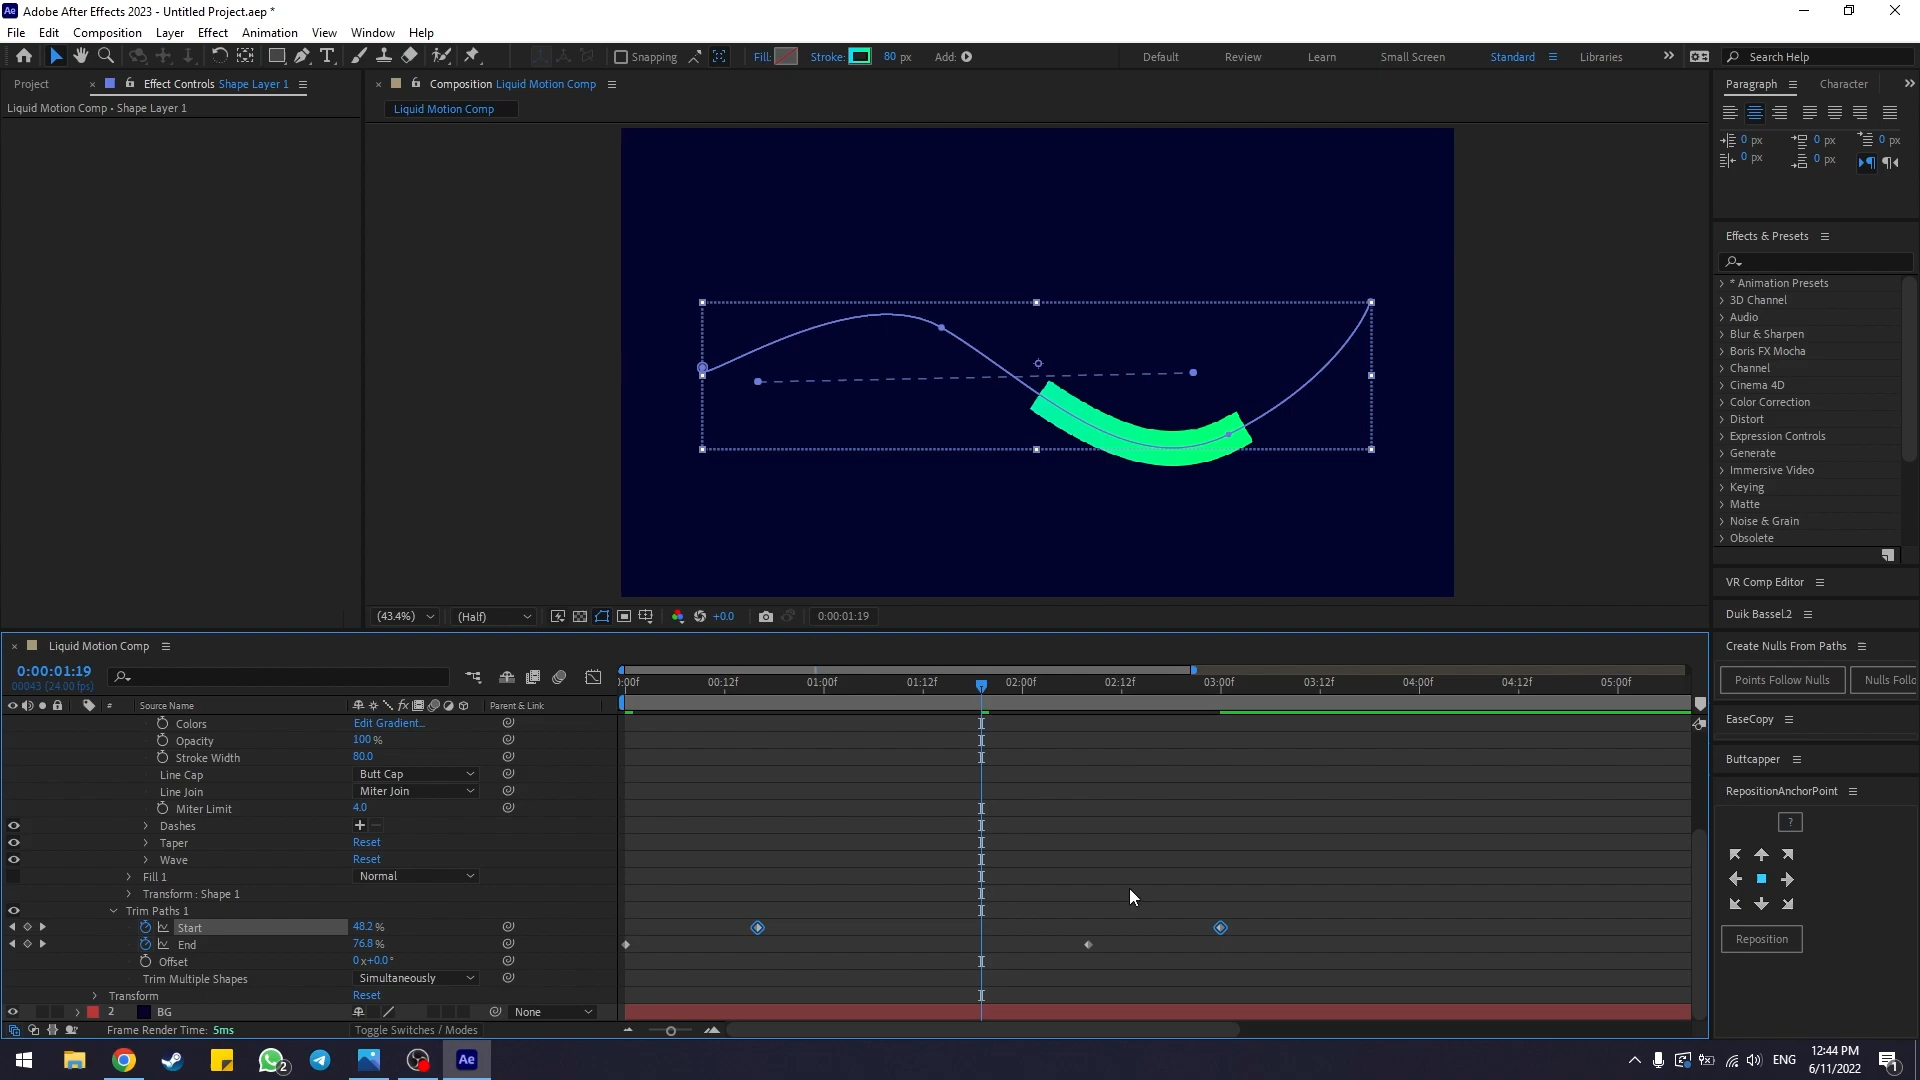 Adobe After Effects 2023 - Untitled Project.aep *
File Edit Composition Layer Effect Animation View Window Help
Snapping Fill: Stroke: 80 px Add: Default Review Learn Small Screen Standard Libraries Search Help
Project Effect Controls Shape Layer 1
Liquid Motion Comp • Shape Layer 1
Composition Liquid Motion Comp
Liquid Motion Comp
Paragraph Character
0 px 0 px 0 px
0 px 0 px
Effects & Presets
* Animation Presets
3D Channel
Audio
Blur & Sharpen
Boris FX Mocha
Channel
Cinema 4D
Color Correction
Distort
Expression Controls
Generate
Immersive Video
Keying
Matte
Noise & Grain
Obsolete
VR Comp Editor
Duik Bassel.2
Create Nulls From Paths
Points Follow Nulls Nulls Follo
EaseCopy
Buttcapper
RepositionAnchorPoint
?
Reposition
(43.4%) (Half) +0.0 0:00:01:19
Liquid Motion Comp
0:00:01:19
00043 (24.00 fps)
):00f 00:12f 01:00f 01:12f 02:00f 02:12f 03:00f 03:12f 04:00f 04:12f 05:00f
# Source Name fx Parent & Link
Colors Edit Gradient...
Opacity 100 %
Stroke Width 80.0
Line Cap Butt Cap
Line Join Miter Join
Miter Limit 4.0
Dashes
Taper Reset
Wave Reset
Fill 1 Normal
Transform : Shape 1
Trim Paths 1
Start 48.2 %
End 76.8 %
Offset 0x+0.0°
Trim Multiple Shapes Simultaneously
Transform Reset
2 BG None
Frame Render Time: 5ms Toggle Switches / Modes
2 Ae ENG 12:44 PM
6/11/2022 1